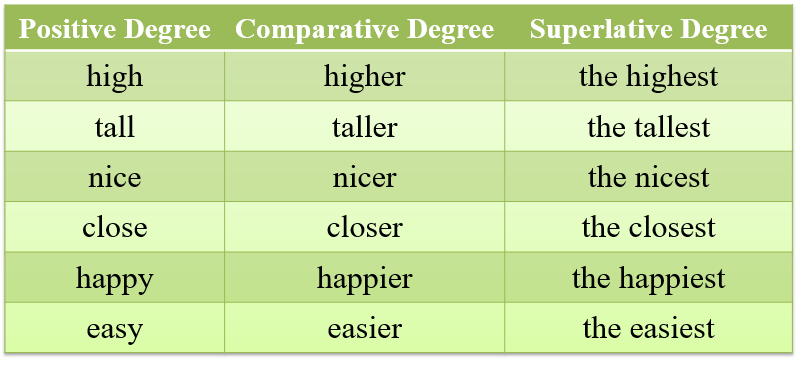 Positive Degree Comparative Degree Superlative Degree
high higher the highest
tall taller the tallest
nice nicer the nicest
close closer the closest
happy happier the happiest
easy easier the easiest